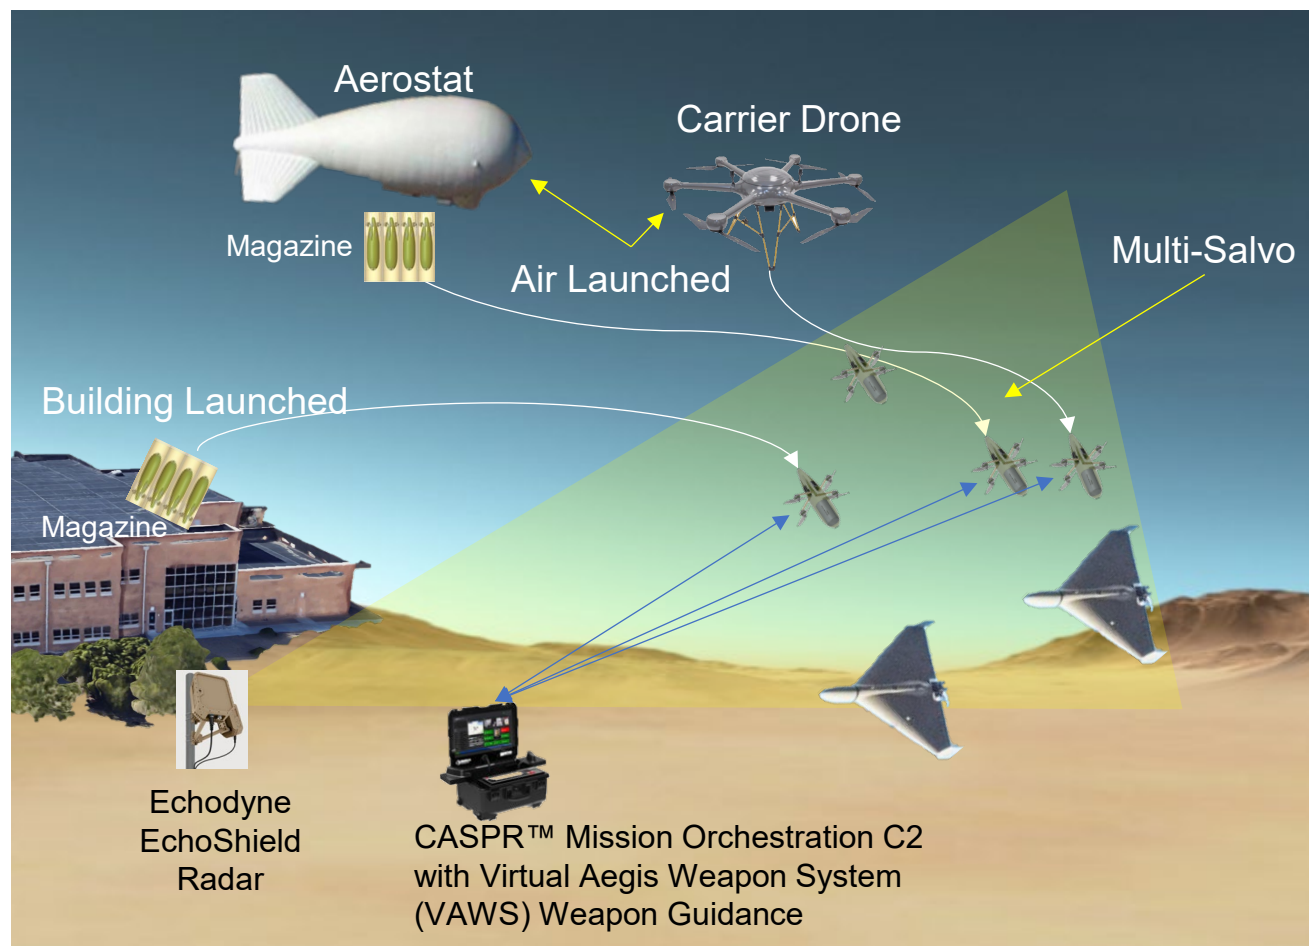 Aerostat
Carrier Drone
Magazine
Air Launched
Multi-Salvo
Building Launched
Magazine
Echodyne
EchoShield
Radar
CASPR™ Mission Orchestration C2
with Virtual Aegis Weapon System
(VAWS) Weapon Guidance